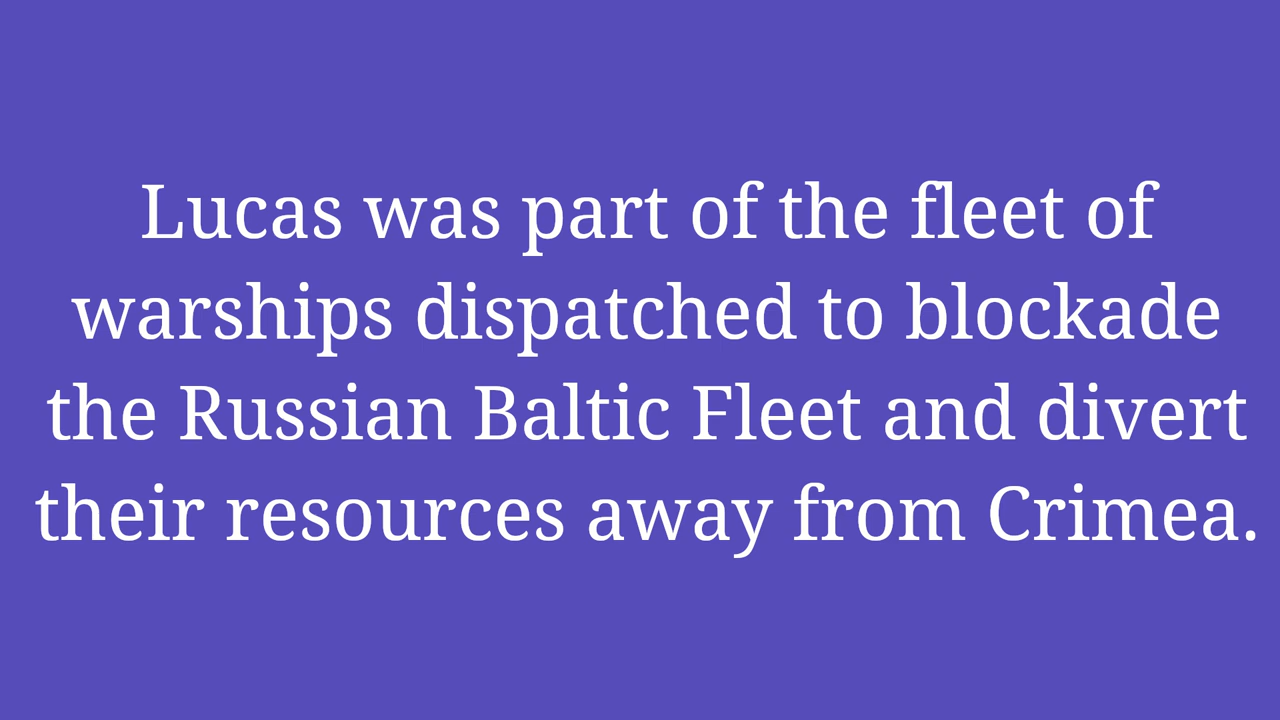 Lucas was part of the fleet of
warships dispatched to blockade
the Russian Baltic Fleet and divert
their resources away from Crimea.